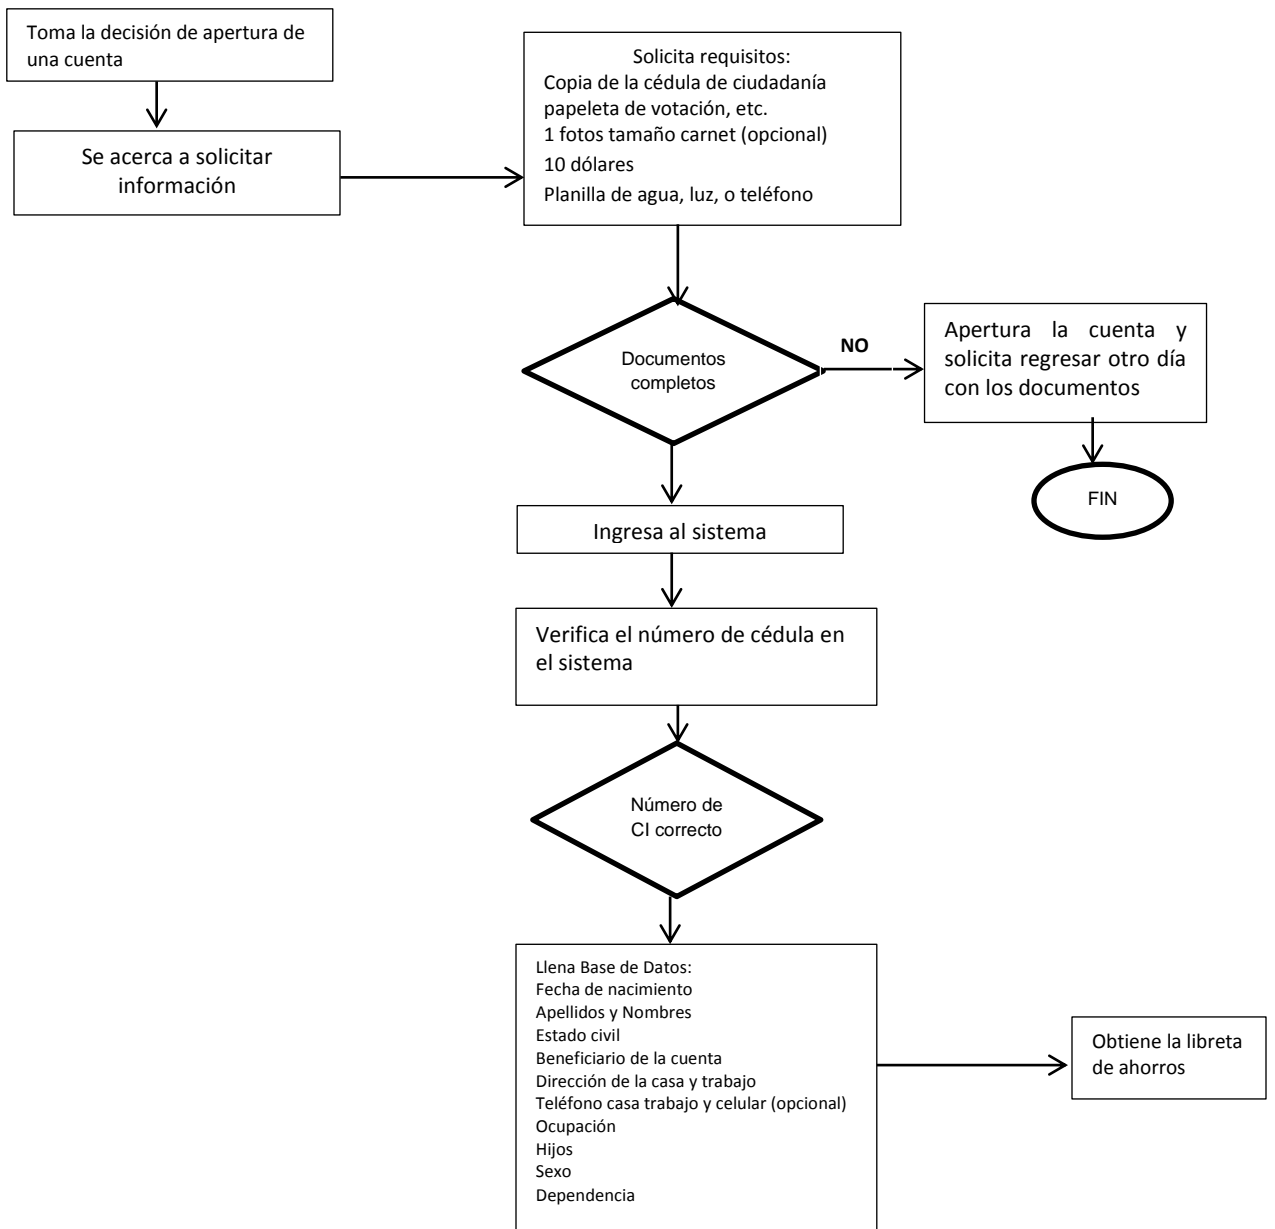 Toma la decisión de apertura de
una cuenta
Se acerca a solicitar
información
Solicita requisitos:
Copia de la cédula de ciudadanía
papeleta de votación, etc.
1 fotos tamaño carnet (opcional)
10 dólares
Planilla de agua, luz, o teléfono
Documentos
completos
NO
Apertura la cuenta y
solicita regresar otro día
con los documentos
FIN
Ingresa al sistema
Verifica el número de cédula en
el sistema
Número de
CI correcto
Llena Base de Datos:
Fecha de nacimiento
Apellidos y Nombres
Estado civil
Beneficiario de la cuenta
Dirección de la casa y trabajo
Teléfono casa trabajo y celular (opcional)
Ocupación
Hijos
Sexo
Dependencia
Obtiene la libreta
de ahorros